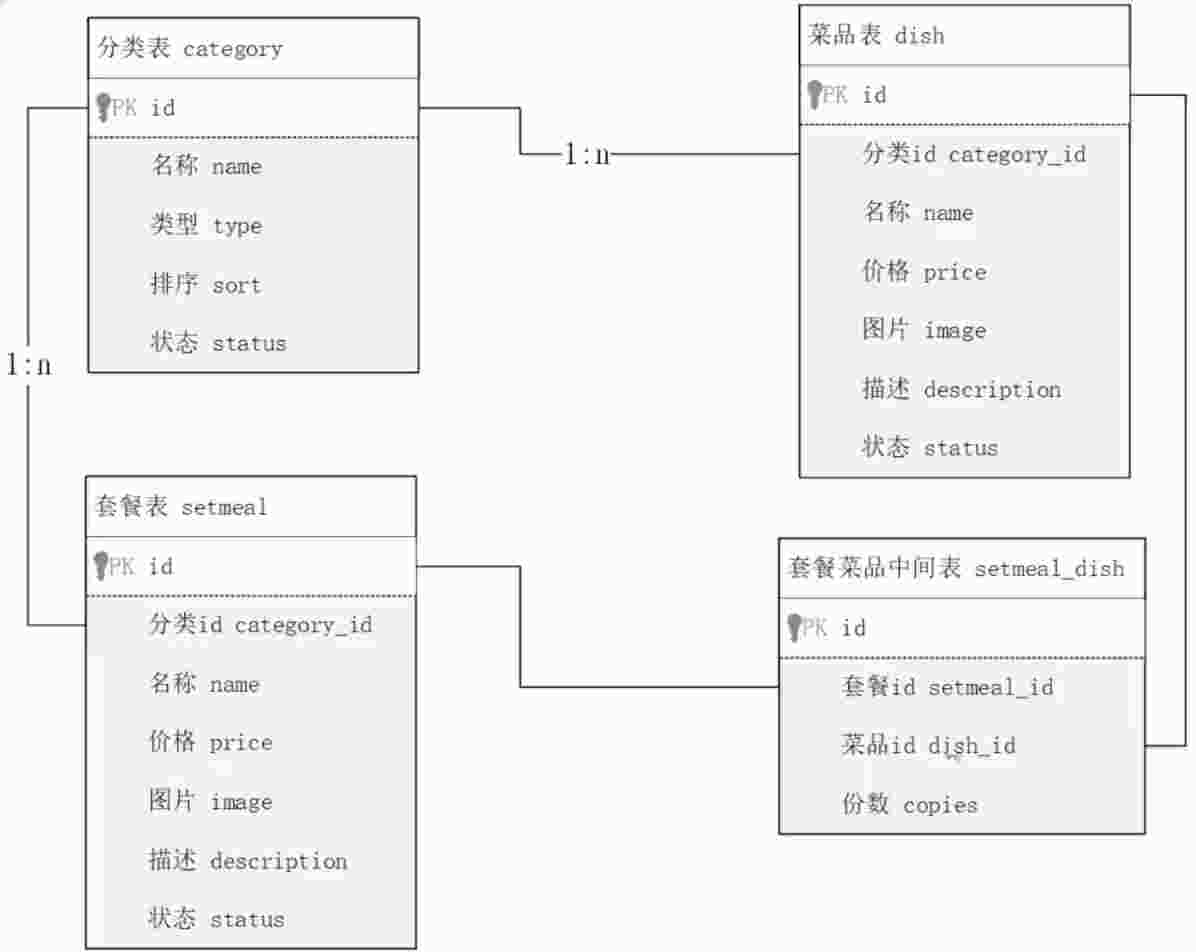 分类表 category
PK id
名称 name
类型 type
排序 sort
状态 status
1:n
菜品表 dish
PK id
分类id category_id
名称 name
价格 price
图片 image
描述 description
状态 status
1:n
套餐表 setmeal
PK id
分类id category_id
名称 name
价格 price
图片 image
描述 description
状态 status
套餐菜品中间表 setmeal_dish
PK id
套餐id setmeal_id
菜品id dish_id
份数 copies